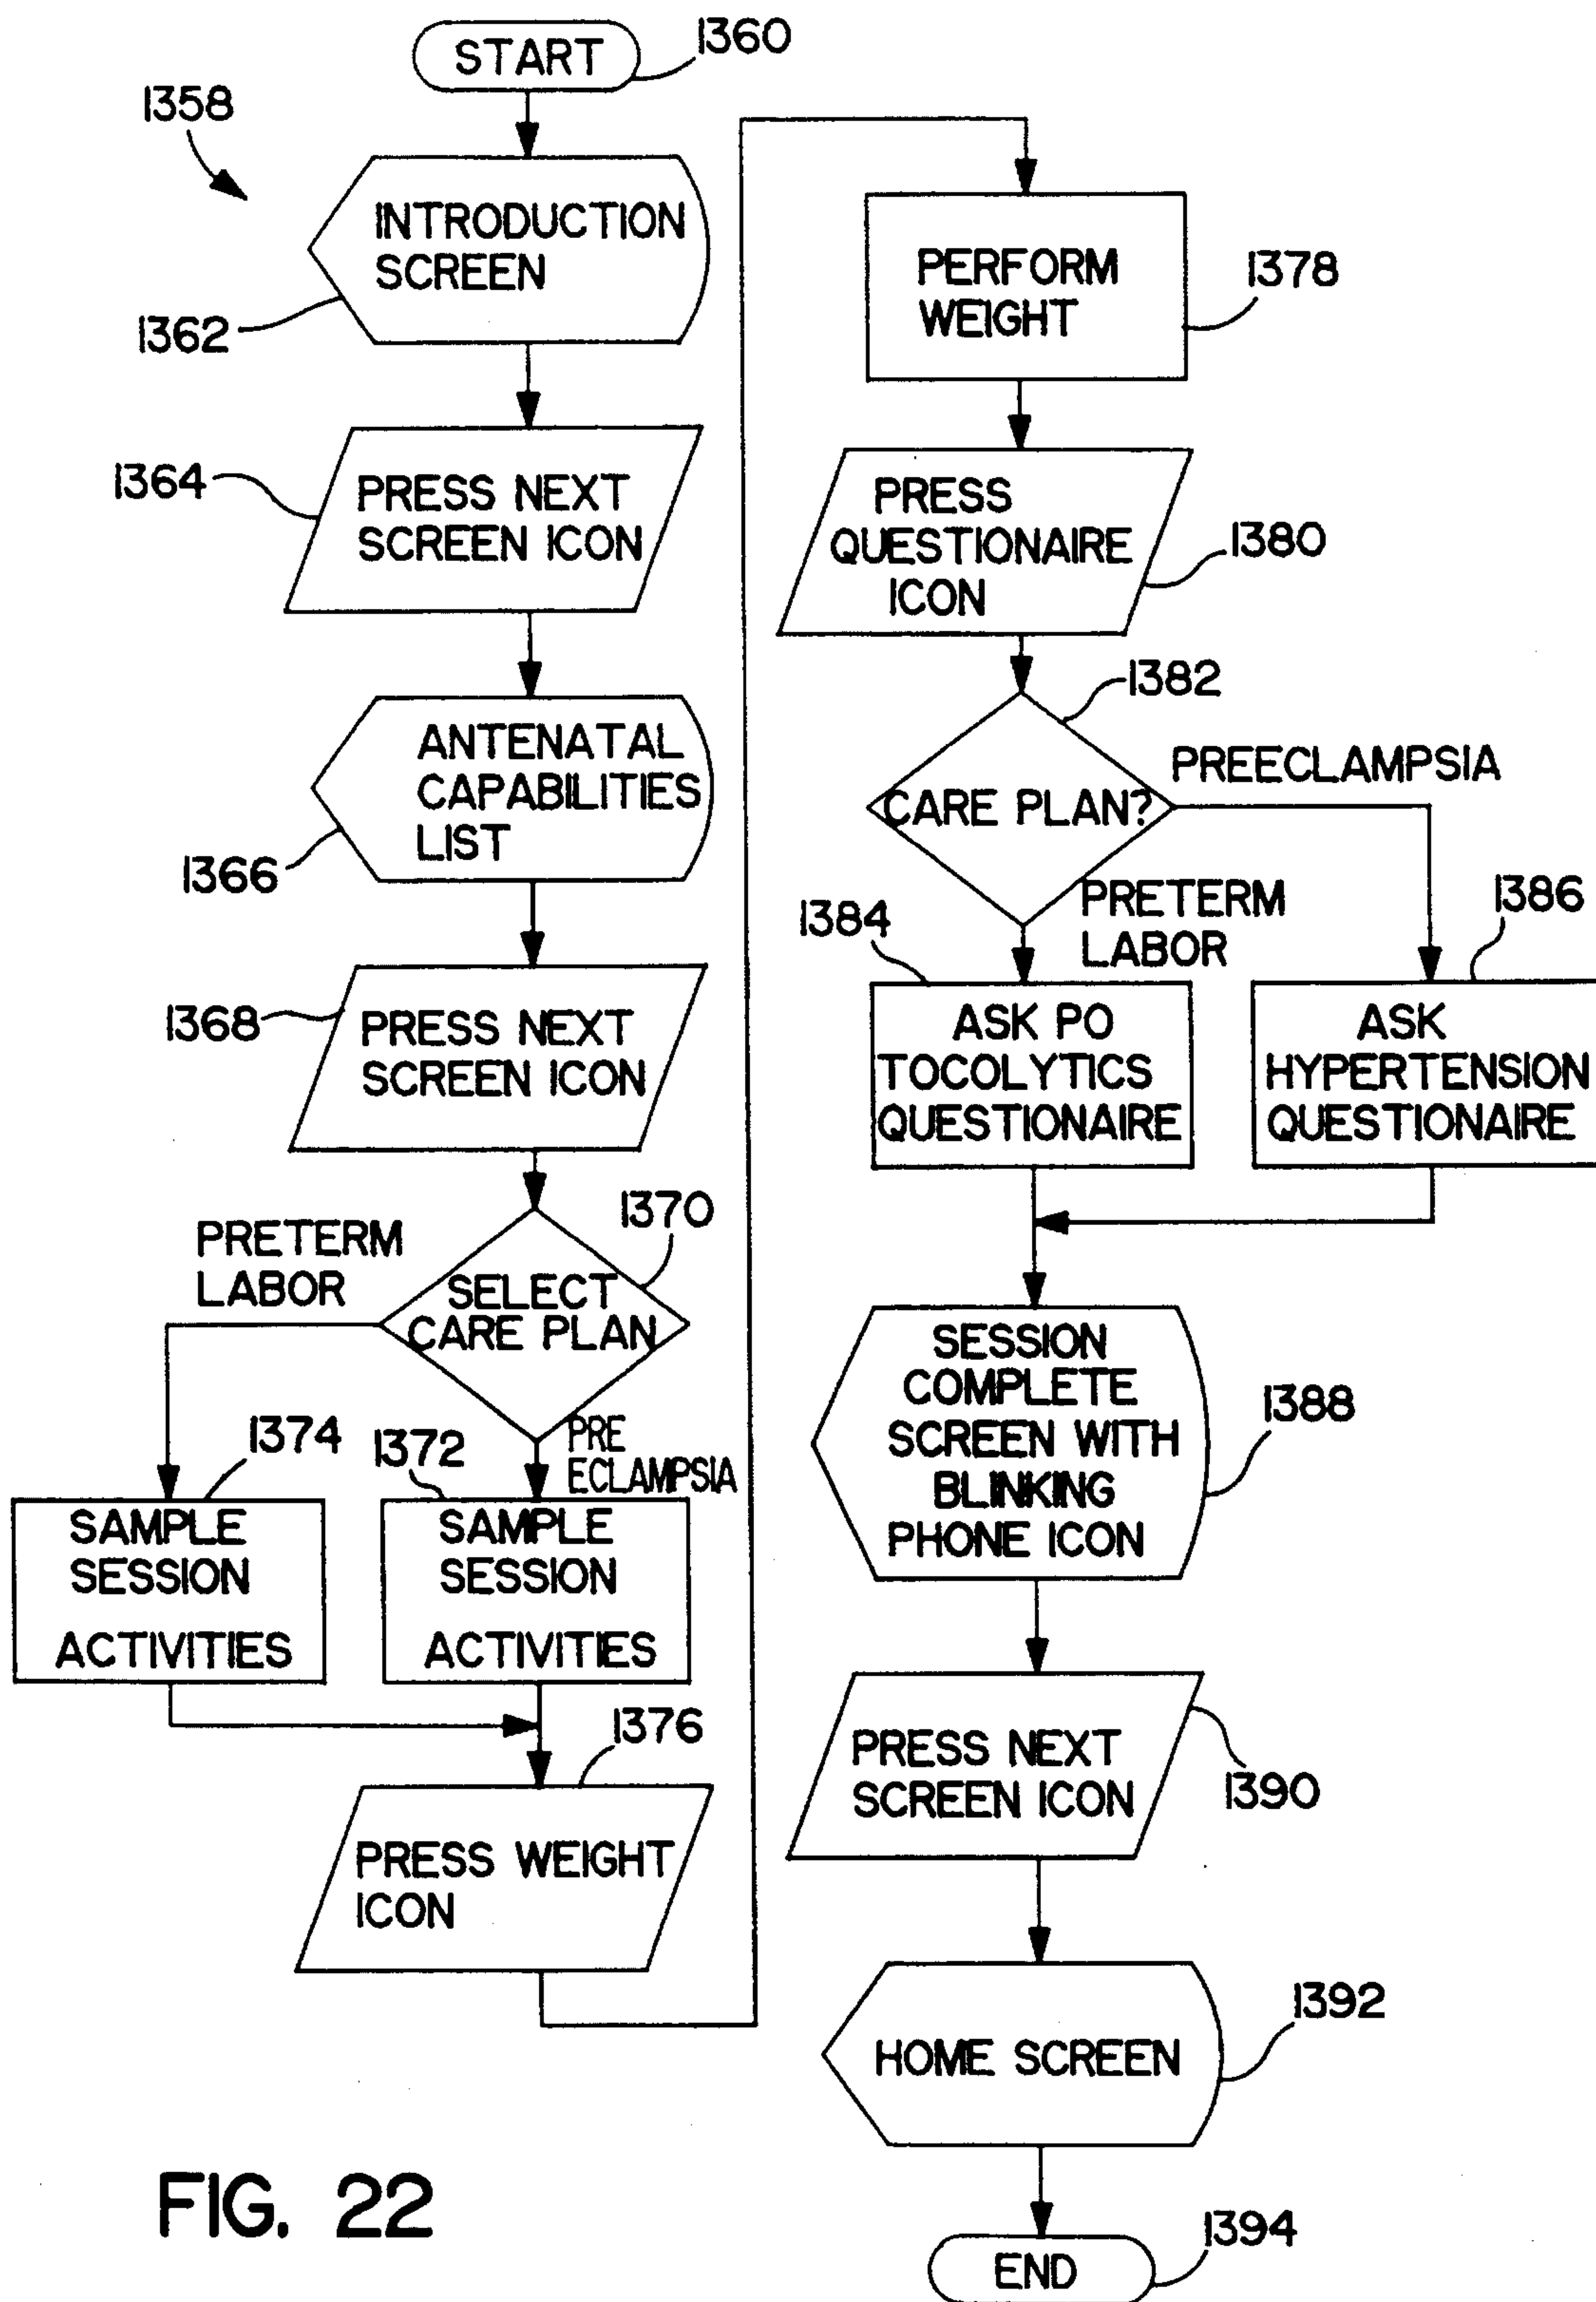 START
1360
1358
INTRODUCTION
SCREEN
1362
PRESS NEXT
SCREEN ICON
1364
ANTENATAL
CAPABILITIES
LIST
1366
PRESS NEXT
SCREEN ICON
1368
1370
SELECT
CARE PLAN
PRETERM
LABOR
PRE
ECLAMPSIA
1374
SAMPLE
SESSION
ACTIVITIES
1372
SAMPLE
SESSION
ACTIVITIES
1376
PRESS WEIGHT
ICON
PERFORM
WEIGHT
1378
PRESS
QUESTIONAIRE
ICON
1380
1382
CARE PLAN?
PREECLAMPSIA
PRETERM
LABOR
1384
ASK PO
TOCOLYTICS
QUESTIONAIRE
1386
ASK
HYPERTENSION
QUESTIONAIRE
SESSION
COMPLETE
SCREEN WITH
BLINKING
PHONE ICON
1388
PRESS NEXT
SCREEN ICON
1390
HOME SCREEN
1392
END
1394
FIG. 22